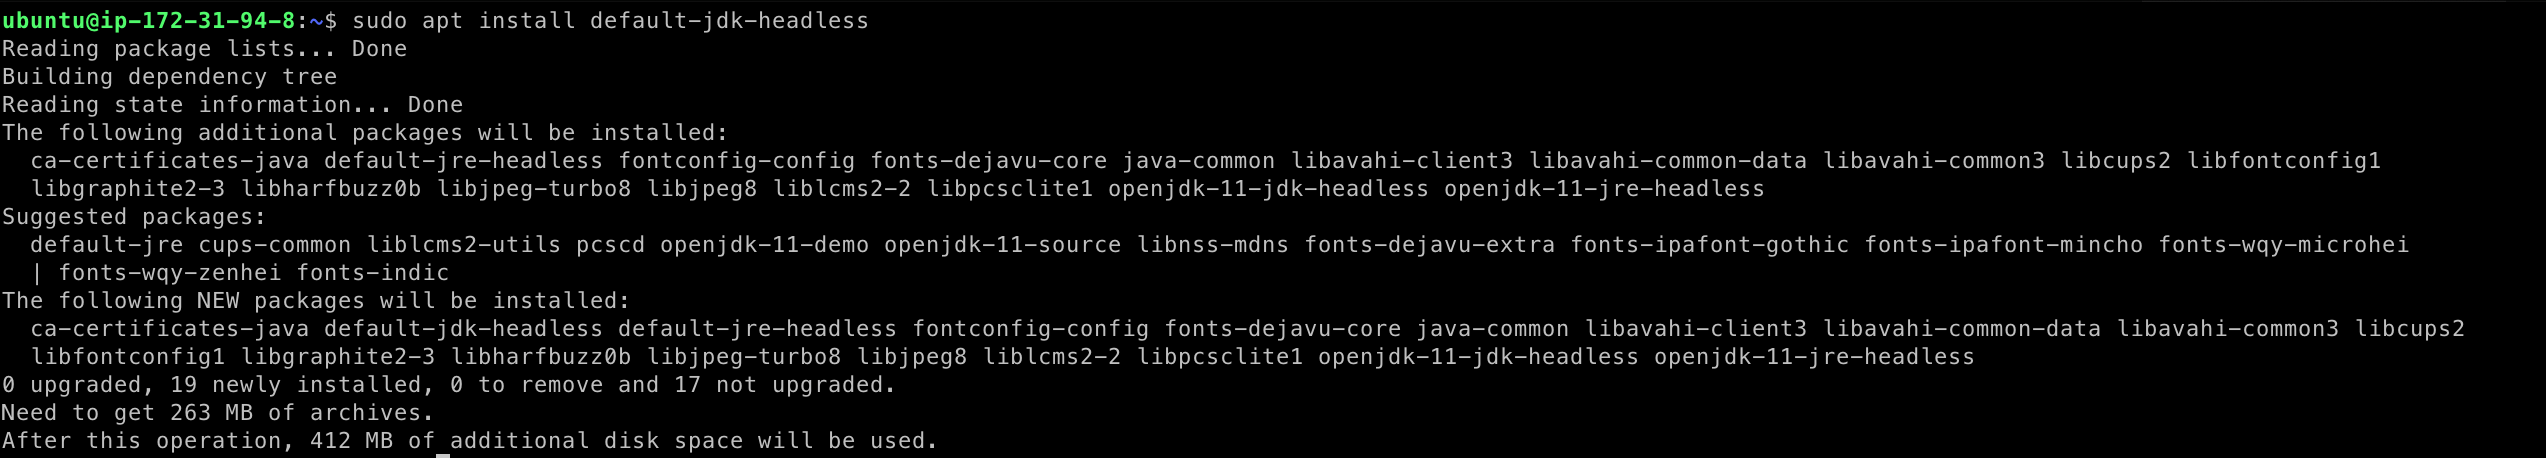 ubuntu@ip-172-31-94-8:~$ sudo apt install default-jdk-headless
Reading package lists... Done
Building dependency tree
Reading state information... Done
The following additional packages will be installed:
  ca-certificates-java default-jre-headless fontconfig-config fonts-dejavu-core java-common libavahi-client3 libavahi-common-data libavahi-common3 libcups2 libfontconfig1
  libgraphite2-3 libharfbuzz0b libjpeg-turbo8 libjpeg8 liblcms2-2 libpcsclite1 openjdk-11-jdk-headless openjdk-11-jre-headless
Suggested packages:
  default-jre cups-common liblcms2-utils pcscd openjdk-11-demo openjdk-11-source libnss-mdns fonts-dejavu-extra fonts-ipafont-gothic fonts-ipafont-mincho fonts-wqy-microhei
  | fonts-wqy-zenhei fonts-indic
The following NEW packages will be installed:
  ca-certificates-java default-jdk-headless default-jre-headless fontconfig-config fonts-dejavu-core java-common libavahi-client3 libavahi-common-data libavahi-common3 libcups2
  libfontconfig1 libgraphite2-3 libharfbuzz0b libjpeg-turbo8 libjpeg8 liblcms2-2 libpcsclite1 openjdk-11-jdk-headless openjdk-11-jre-headless
0 upgraded, 19 newly installed, 0 to remove and 17 not upgraded.
Need to get 263 MB of archives.
After this operation, 412 MB of additional disk space will be used.